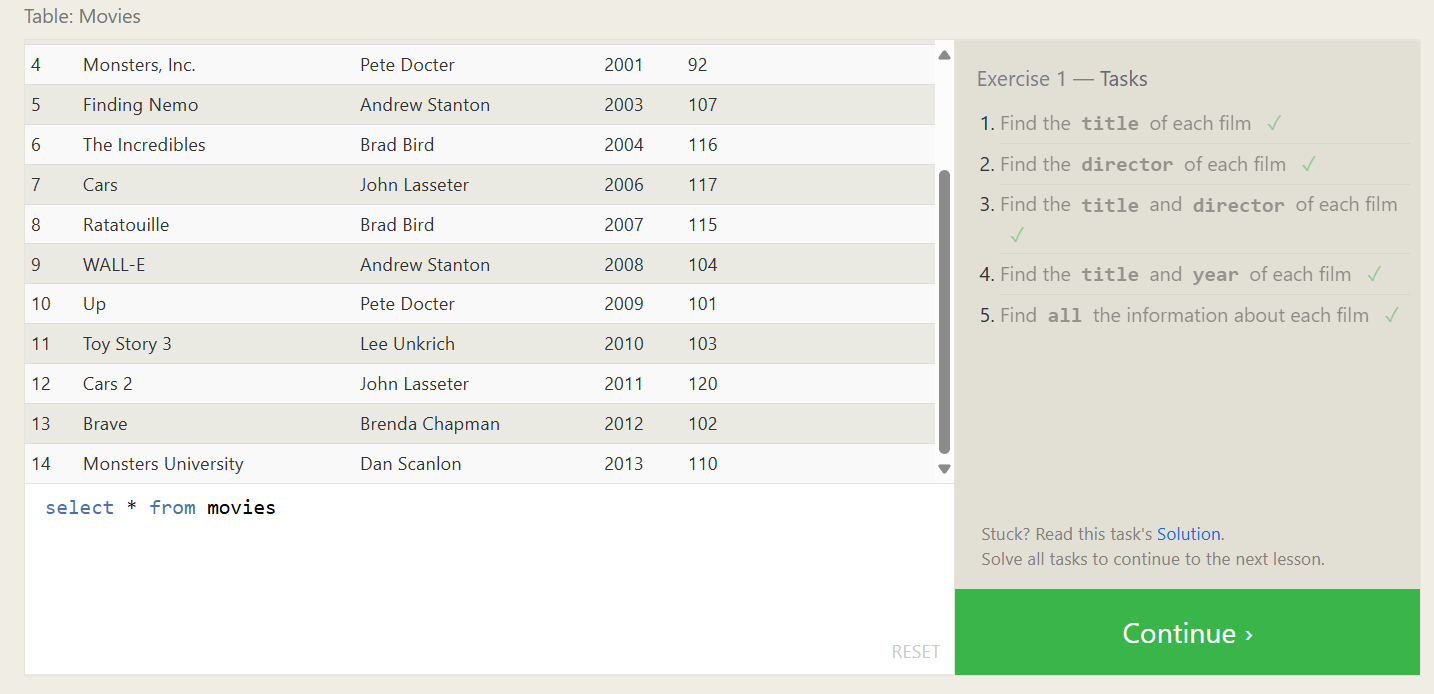 Table: Movies
4 Monsters, Inc. Pete Docter 2001 92
5 Finding Nemo Andrew Stanton 2003 107
6 The Incredibles Brad Bird 2004 116
7 Cars John Lasseter 2006 117
8 Ratatouille Brad Bird 2007 115
9 WALL-E Andrew Stanton 2008 104
10 Up Pete Docter 2009 101
11 Toy Story 3 Lee Unkrich 2010 103
12 Cars 2 John Lasseter 2011 120
13 Brave Brenda Chapman 2012 102
14 Monsters University Dan Scanlon 2013 110
select * from movies
RESET
Exercise 1 — Tasks
1. Find the title of each film ✓
2. Find the director of each film ✓
3. Find the title and director of each film
✓
4. Find the title and year of each film ✓
5. Find all the information about each film ✓
Stuck? Read this task's Solution.
Solve all tasks to continue to the next lesson.
Continue ›